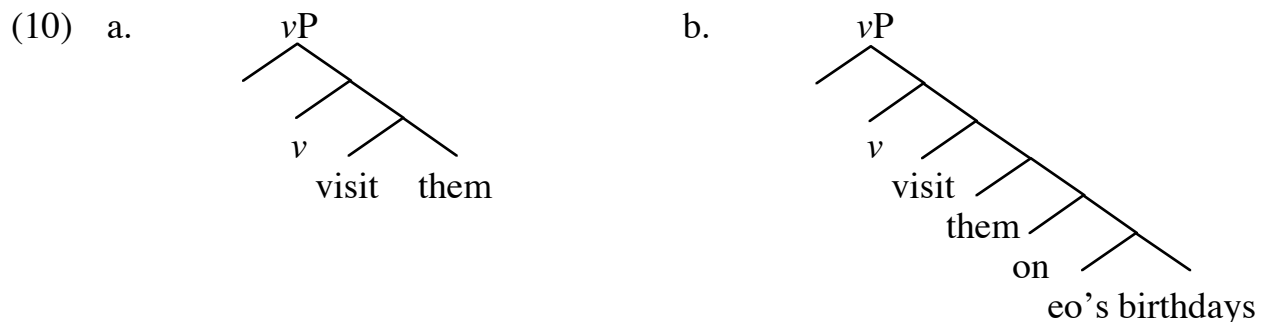 (10) a. vP b. vP
v v
visit them visit
them
on
eo’s birthdays